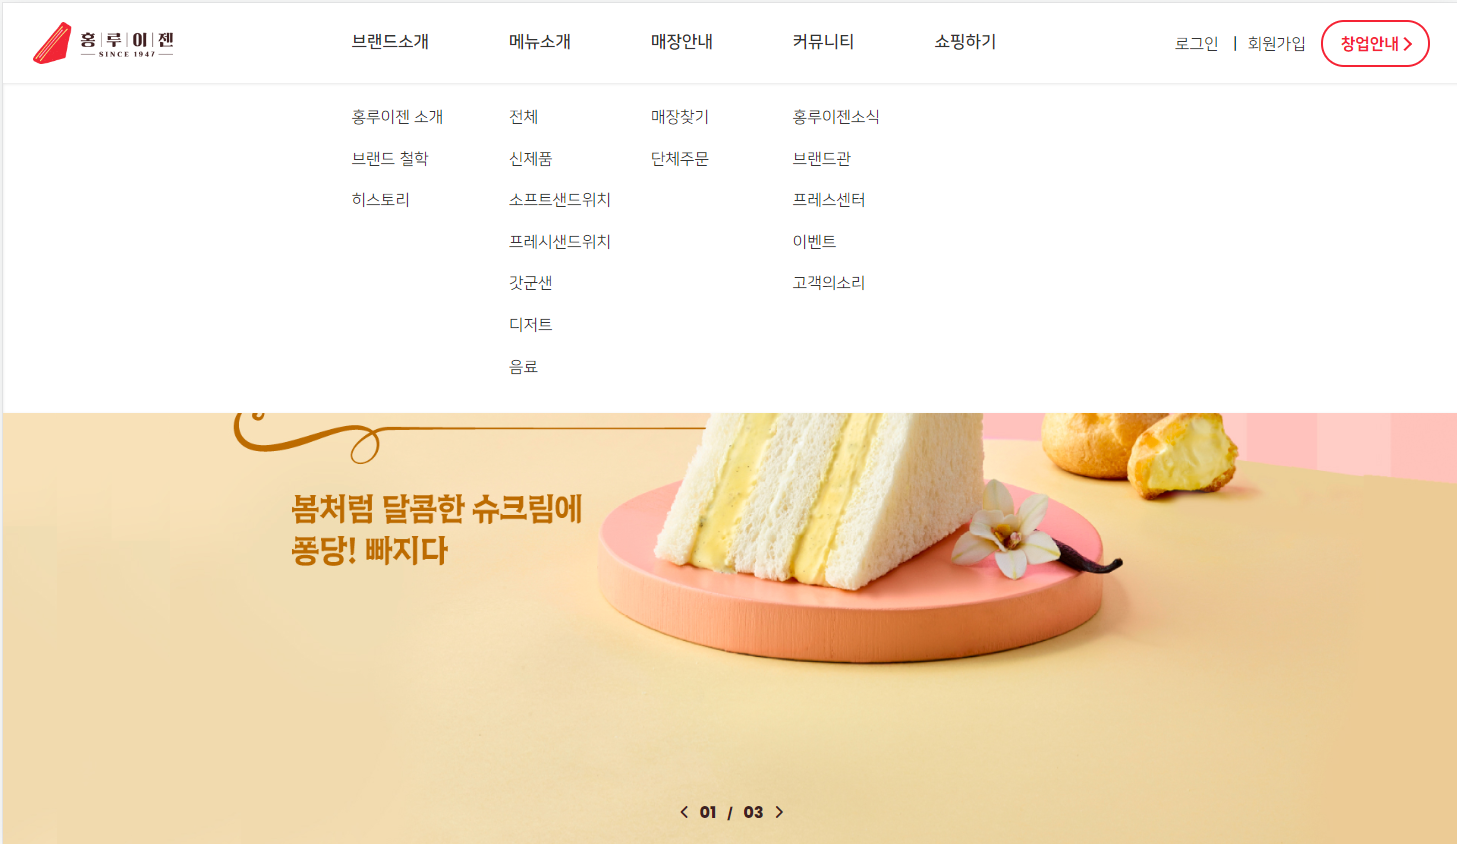 홍루이젠
SINCE 1947
브랜드소개
메뉴소개
매장안내
커뮤니티
쇼핑하기
로그인 | 회원가입
창업안내 >
홍루이젠 소개
브랜드 철학
히스토리
전체
신제품
소프트샌드위치
프레시샌드위치
갓군샌
디저트
음료
매장찾기
단체주문
홍루이젠소식
브랜드관
프레스센터
이벤트
고객의소리
봄처럼 달콤한 슈크림에
퐁당! 빠지다
< 01 / 03 >